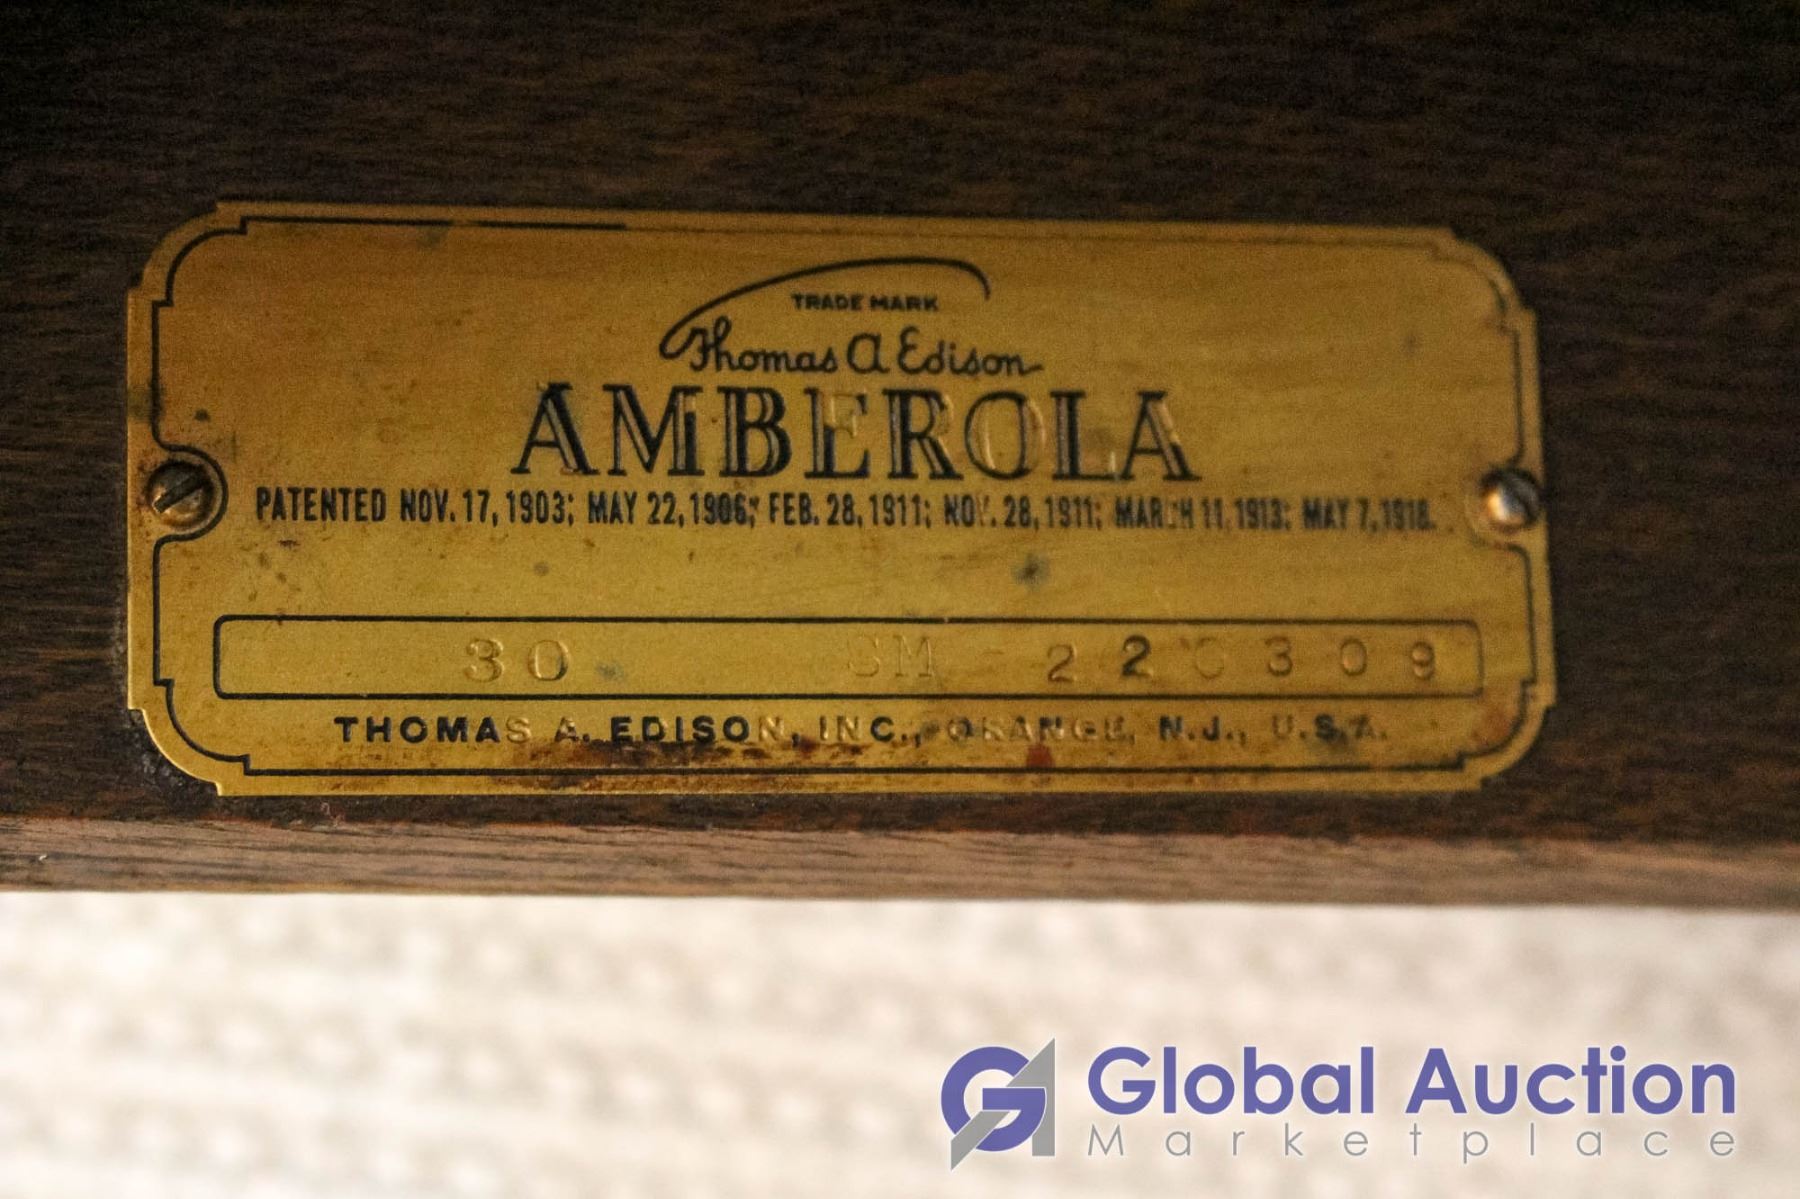 TRADE MARK
Thomas A Edison
AMBEROLA
PATENTED NOV. 17, 1903; MAY 22, 1906; FEB. 28, 1911; NOV. 28, 1911; MARCH 11, 1913; MAY 7, 1918.
30 SM
THOMAS A. EDISON, INC., ORANGE, N.J., U.S.A.
Global Auction
Marketplace